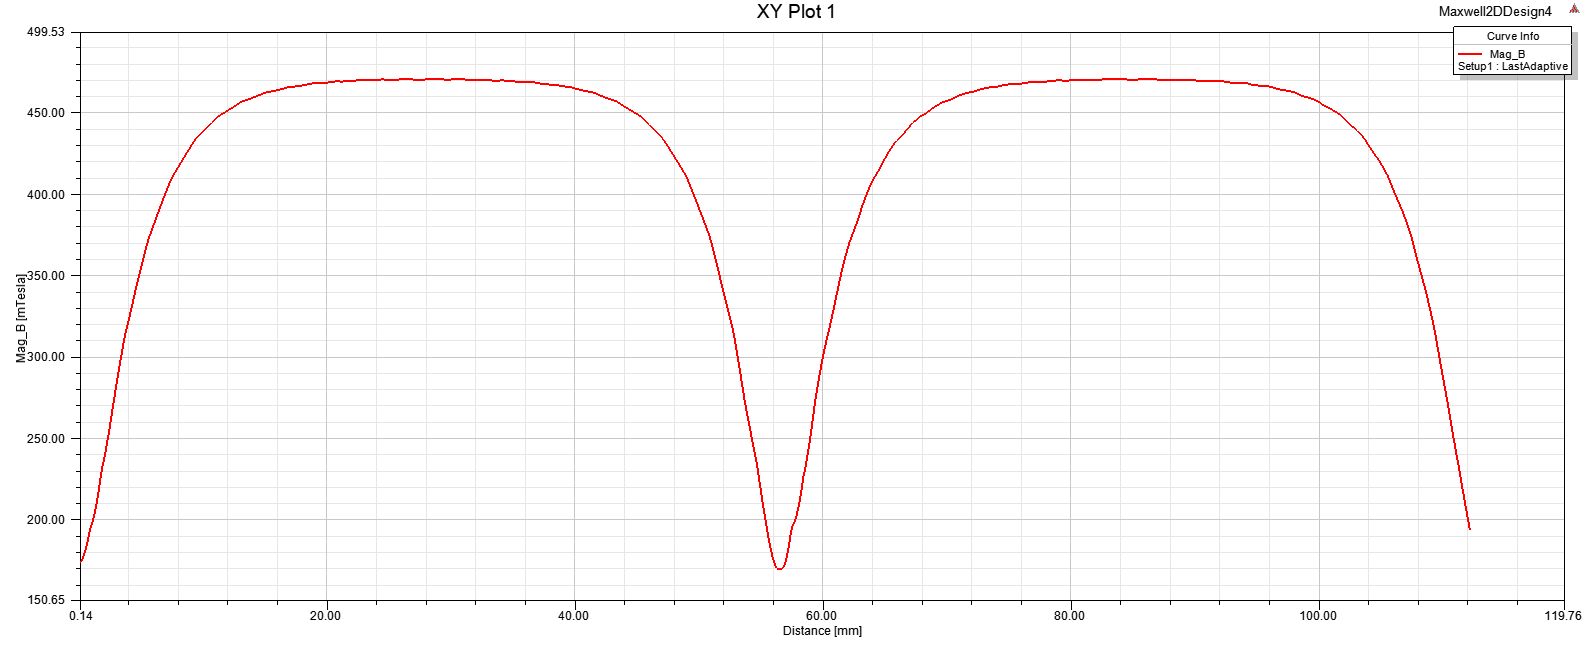 XY Plot 1
Maxwell2DDesign4
Curve Info
Mag_B
Setup1 : LastAdaptive
499.53
450.00
400.00
350.00
300.00
250.00
200.00
150.65
Mag_B [mTesla]
0.14 20.00 40.00 60.00 80.00 100.00 119.76
Distance [mm]